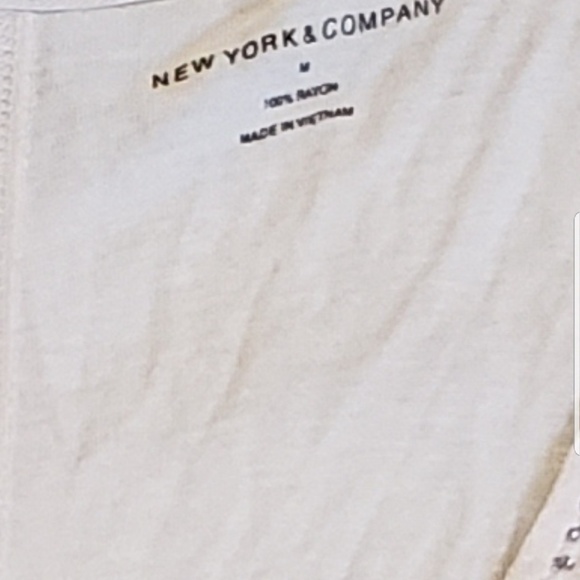 NEW YORK & COMPANY
M
100% RAYON
MADE IN VIETNAM